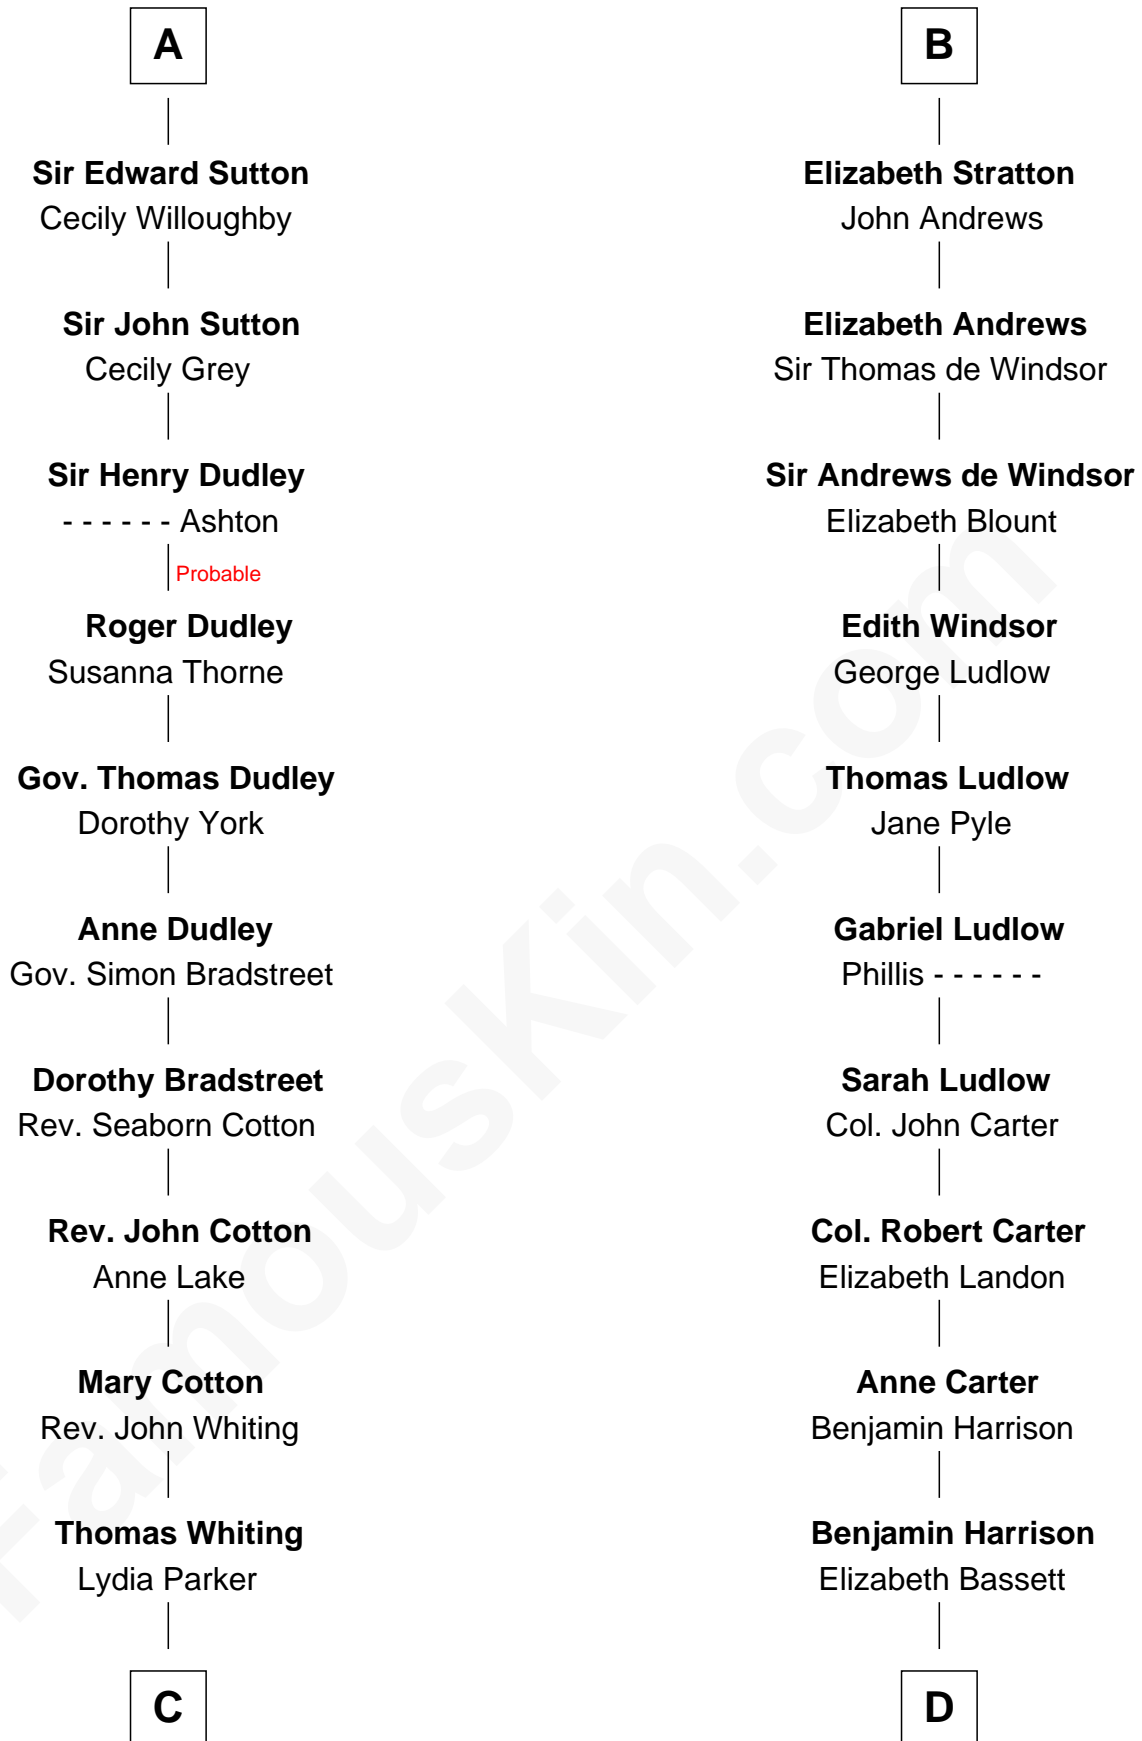 A
Sir Edward Sutton
Cecily Willoughby
Sir John Sutton
Cecily Grey
Sir Henry Dudley
- - - - - - Ashton
Probable
Roger Dudley
Susanna Thorne
Gov. Thomas Dudley
Dorothy York
Anne Dudley
Gov. Simon Bradstreet
Dorothy Bradstreet
Rev. Seaborn Cotton
Rev. John Cotton
Anne Lake
Mary Cotton
Rev. John Whiting
Thomas Whiting
Lydia Parker
C
B
Elizabeth Stratton
John Andrews
Elizabeth Andrews
Sir Thomas de Windsor
Sir Andrews de Windsor
Elizabeth Blount
Edith Windsor
George Ludlow
Thomas Ludlow
Jane Pyle
Gabriel Ludlow
Phillis - - - - - -
Sarah Ludlow
Col. John Carter
Col. Robert Carter
Elizabeth Landon
Anne Carter
Benjamin Harrison
Benjamin Harrison
Elizabeth Bassett
D
FamousKin.com